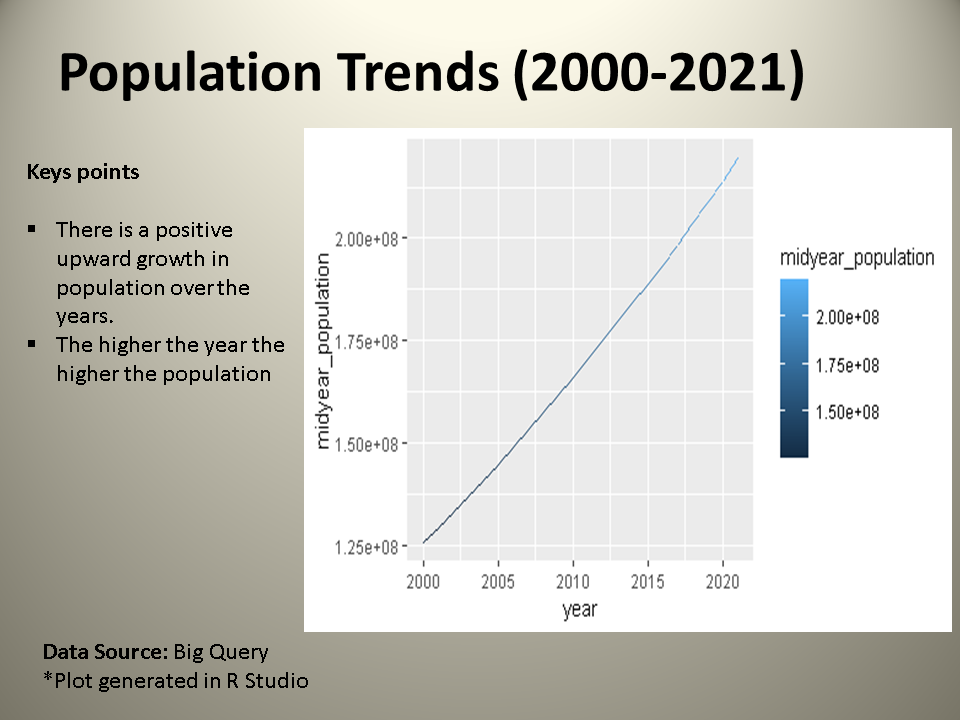 Population Trends (2000-2021)
Keys points
▪ There is a positive
upward growth in
population over the
years.
▪ The higher the year the
higher the population
midyear_population
2.00e+08
1.75e+08
1.50e+08
1.25e+08
2000 2005 2010 2015 2020
year
midyear_population
2.00e+08
1.75e+08
1.50e+08
Data Source: Big Query
*Plot generated in R Studio